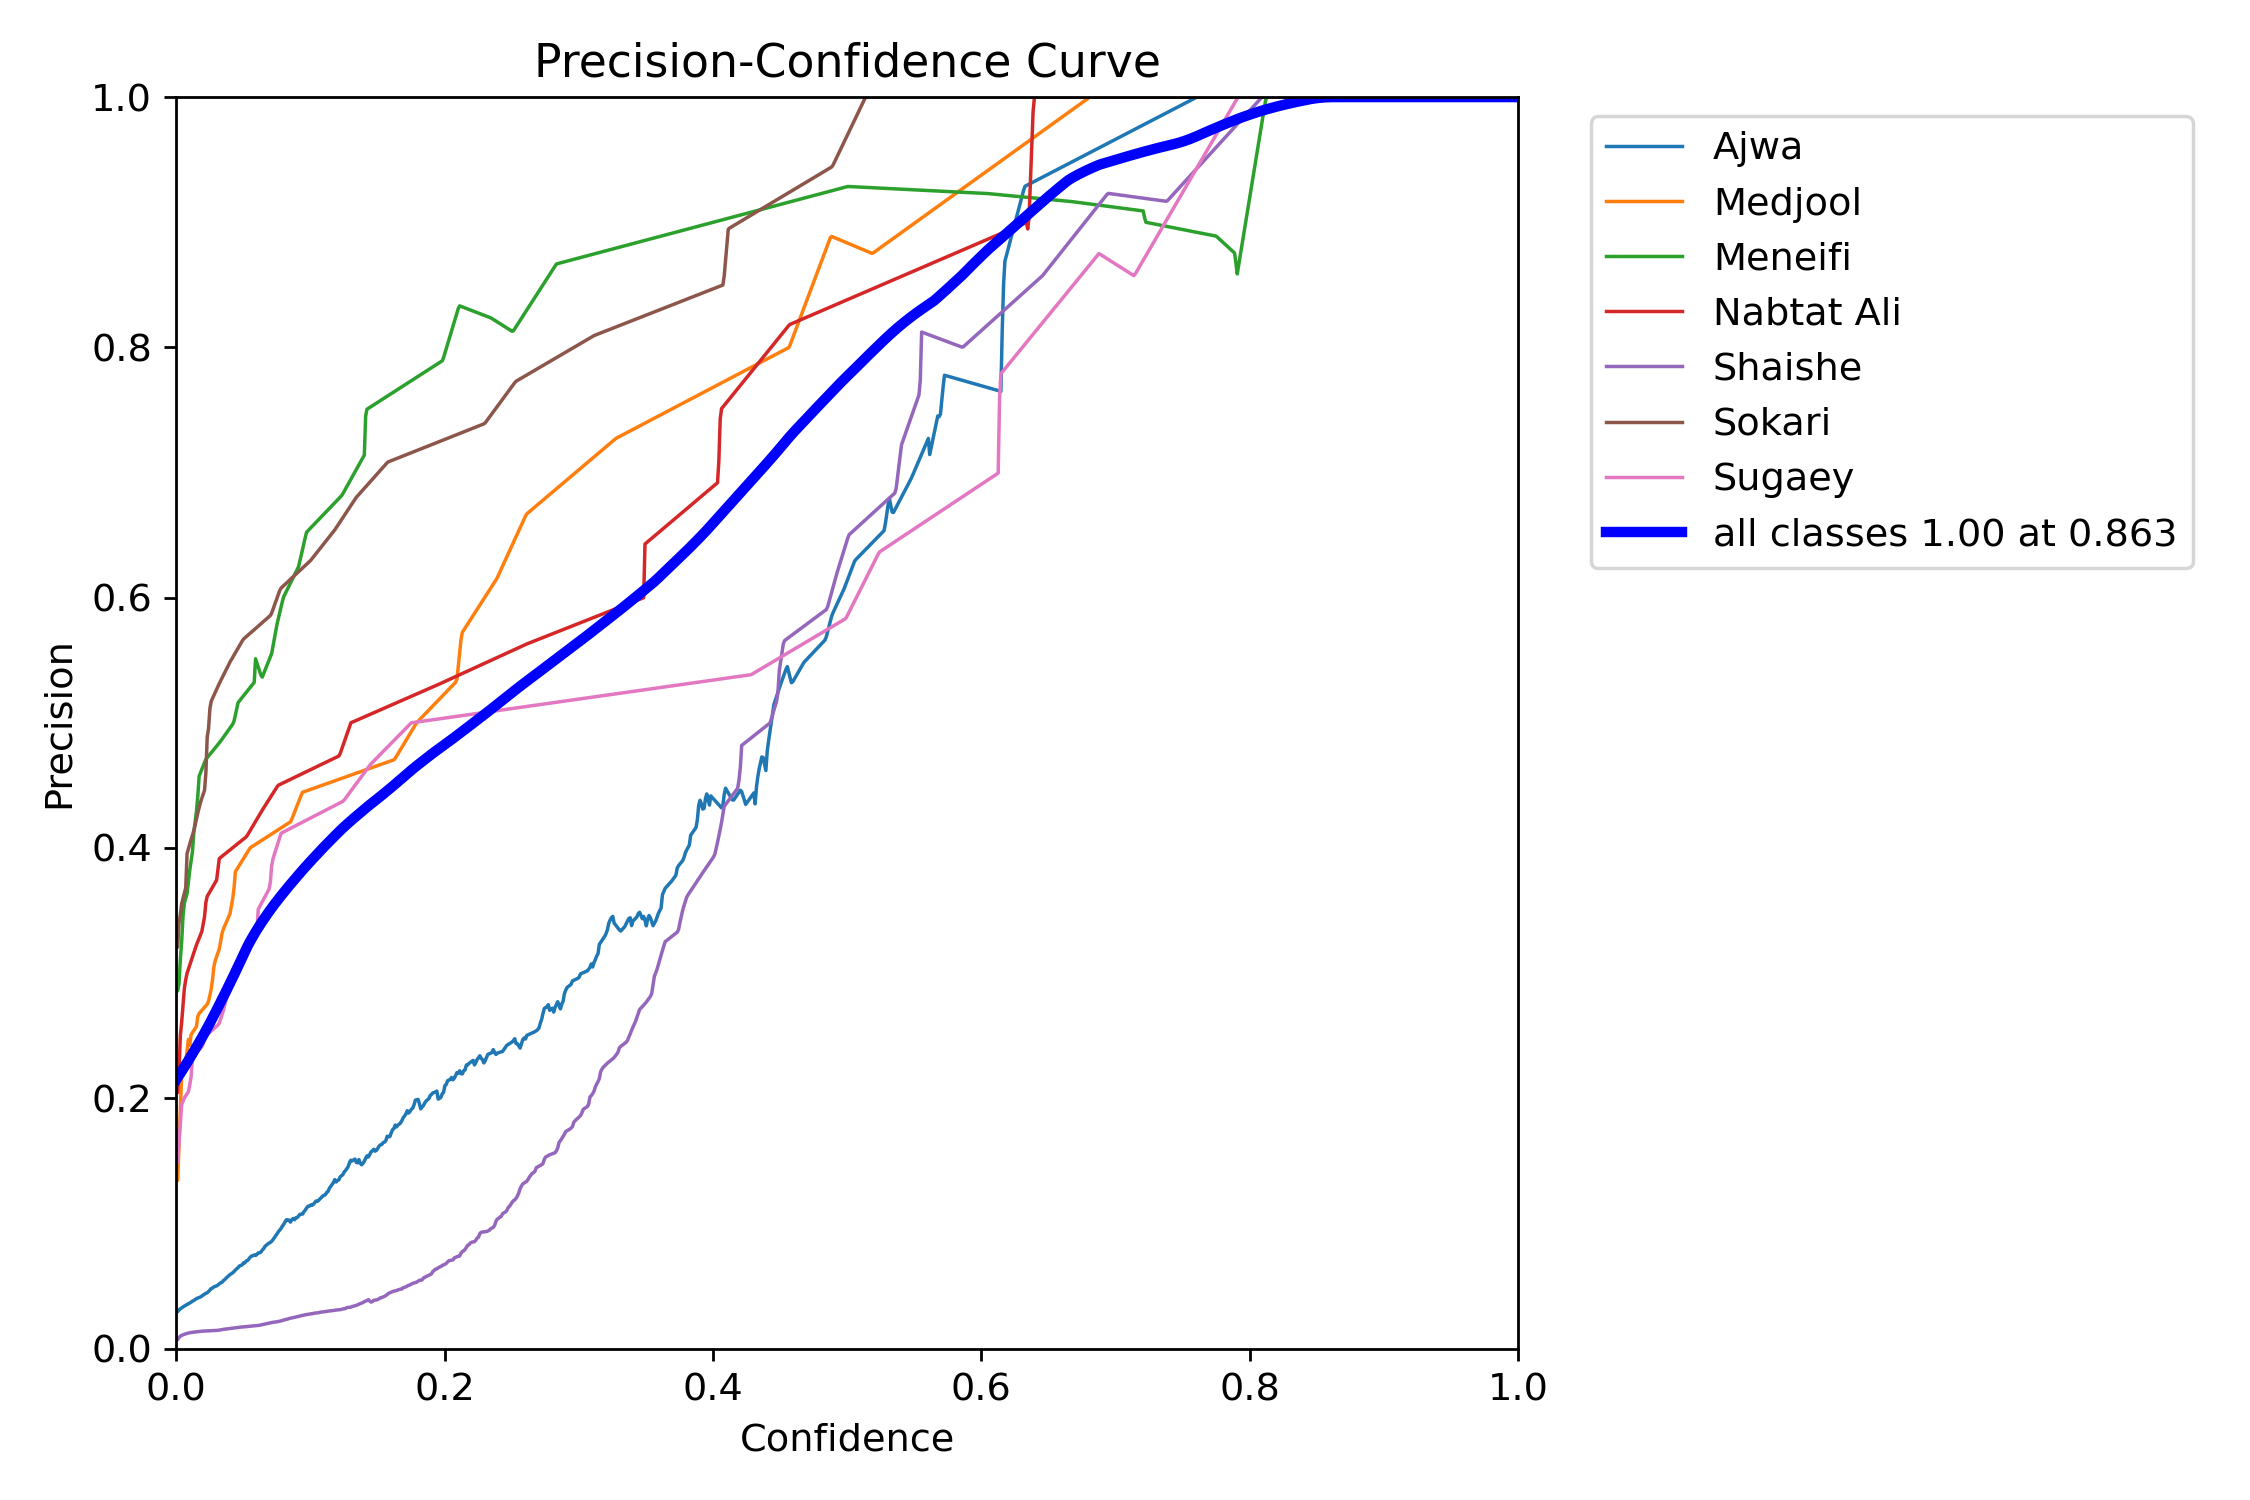 Precision-Confidence Curve
1.0
0.8
0.6
0.4
0.2
0.0
Precision
0.0 0.2 0.4 0.6 0.8 1.0
Confidence
Ajwa
Medjool
Meneifi
Nabtat Ali
Shaishe
Sokari
Sugaey
all classes 1.00 at 0.863